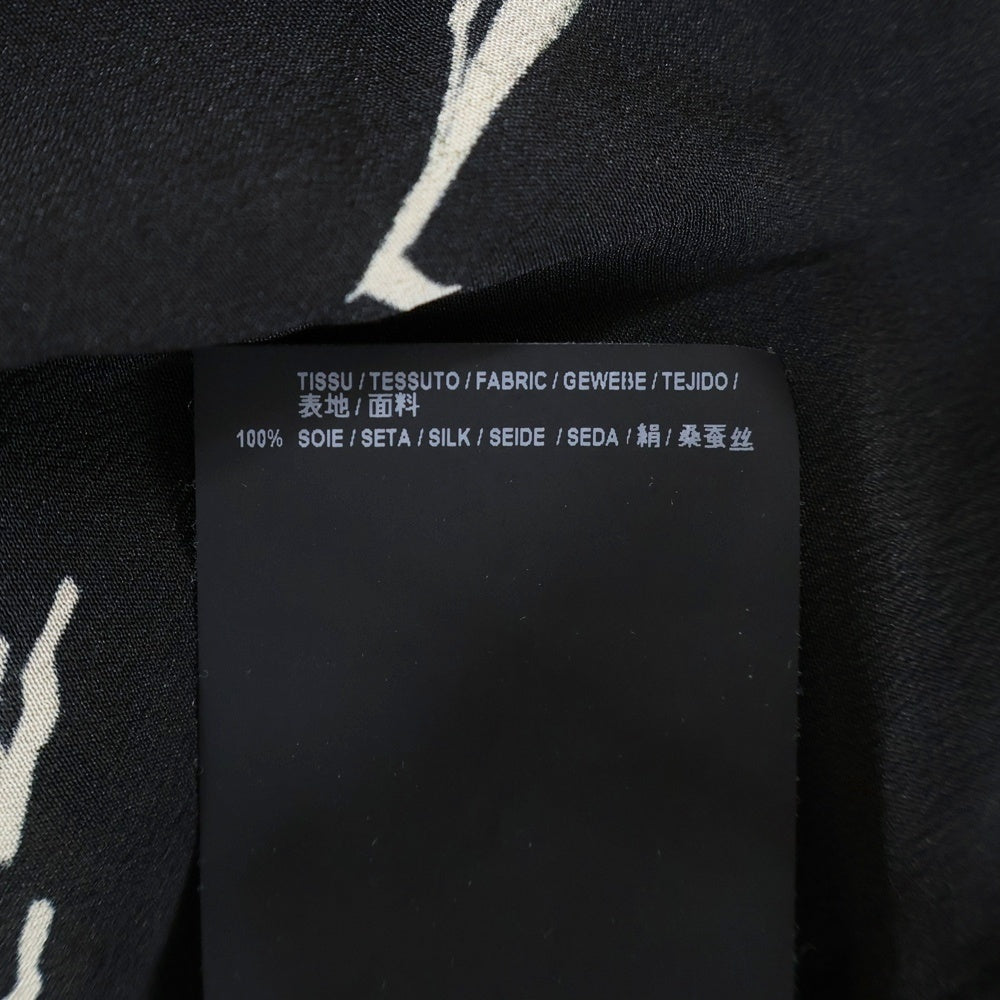 TISSU / TESSUTO / FABRIC / GEWEBE / TEJIDO /
表地 / 面料
100% SOIE / SETA / SILK / SEIDE / SEDA / 絹 / 桑蚕丝